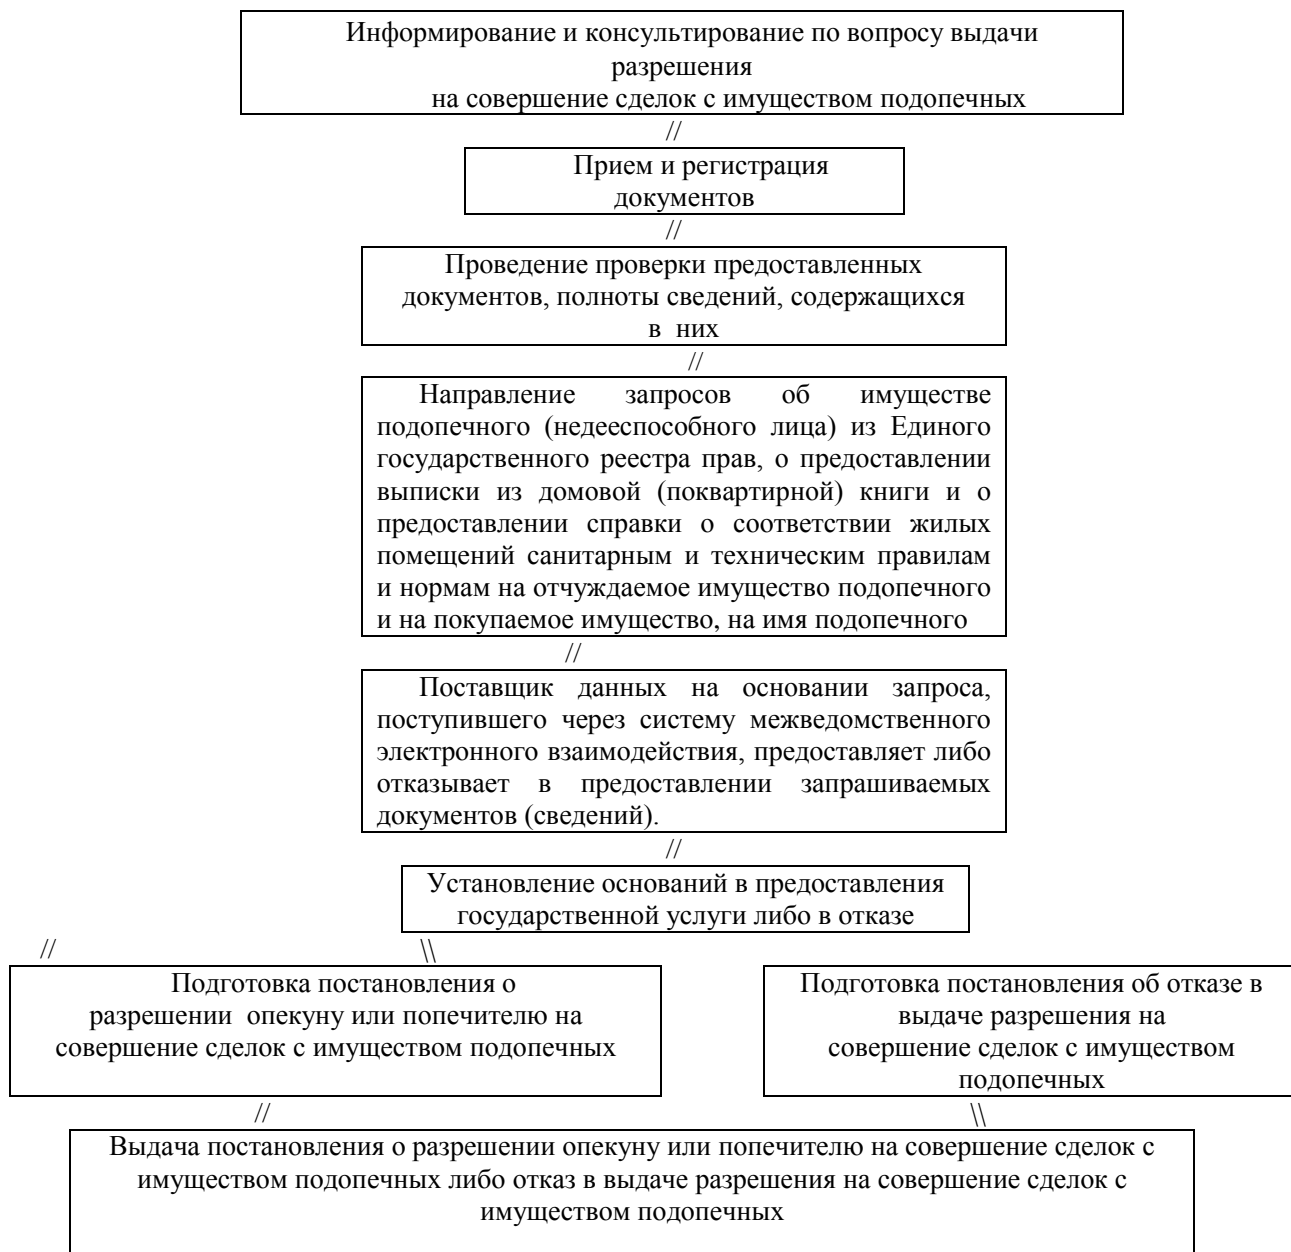 Информирование и консультирование по вопросу выдачи
разрешения
на совершение сделок с имуществом подопечных
//
Прием и регистрация
документов
//
Проведение проверки предоставленных
документов, полноты сведений, содержащихся
в них
//
Направление запросов об имуществе
подопечного (недееспособного лица) из Единого
государственного реестра прав, о предоставлении
выписки из домовой (поквартирной) книги и о
предоставлении справки о соответствии жилых
помещений санитарным и техническим правилам
и нормам на отчуждаемое имущество подопечного
и на покупаемое имущество, на имя подопечного
//
Поставщик данных на основании запроса,
поступившего через систему межведомственного
электронного взаимодействия, предоставляет либо
отказывает в предоставлении запрашиваемых
документов (сведений).
//
Установление оснований в предоставления
государственной услуги либо в отказе
// \\
Подготовка постановления о
разрешении опекуну или попечителю на
совершение сделок с имуществом подопечных
Подготовка постановления об отказе в
выдаче разрешения на
совершение сделок с имуществом
подопечных
// \\
Выдача постановления о разрешении опекуну или попечителю на совершение сделок с
имуществом подопечных либо отказ в выдаче разрешения на совершение сделок с
имуществом подопечных